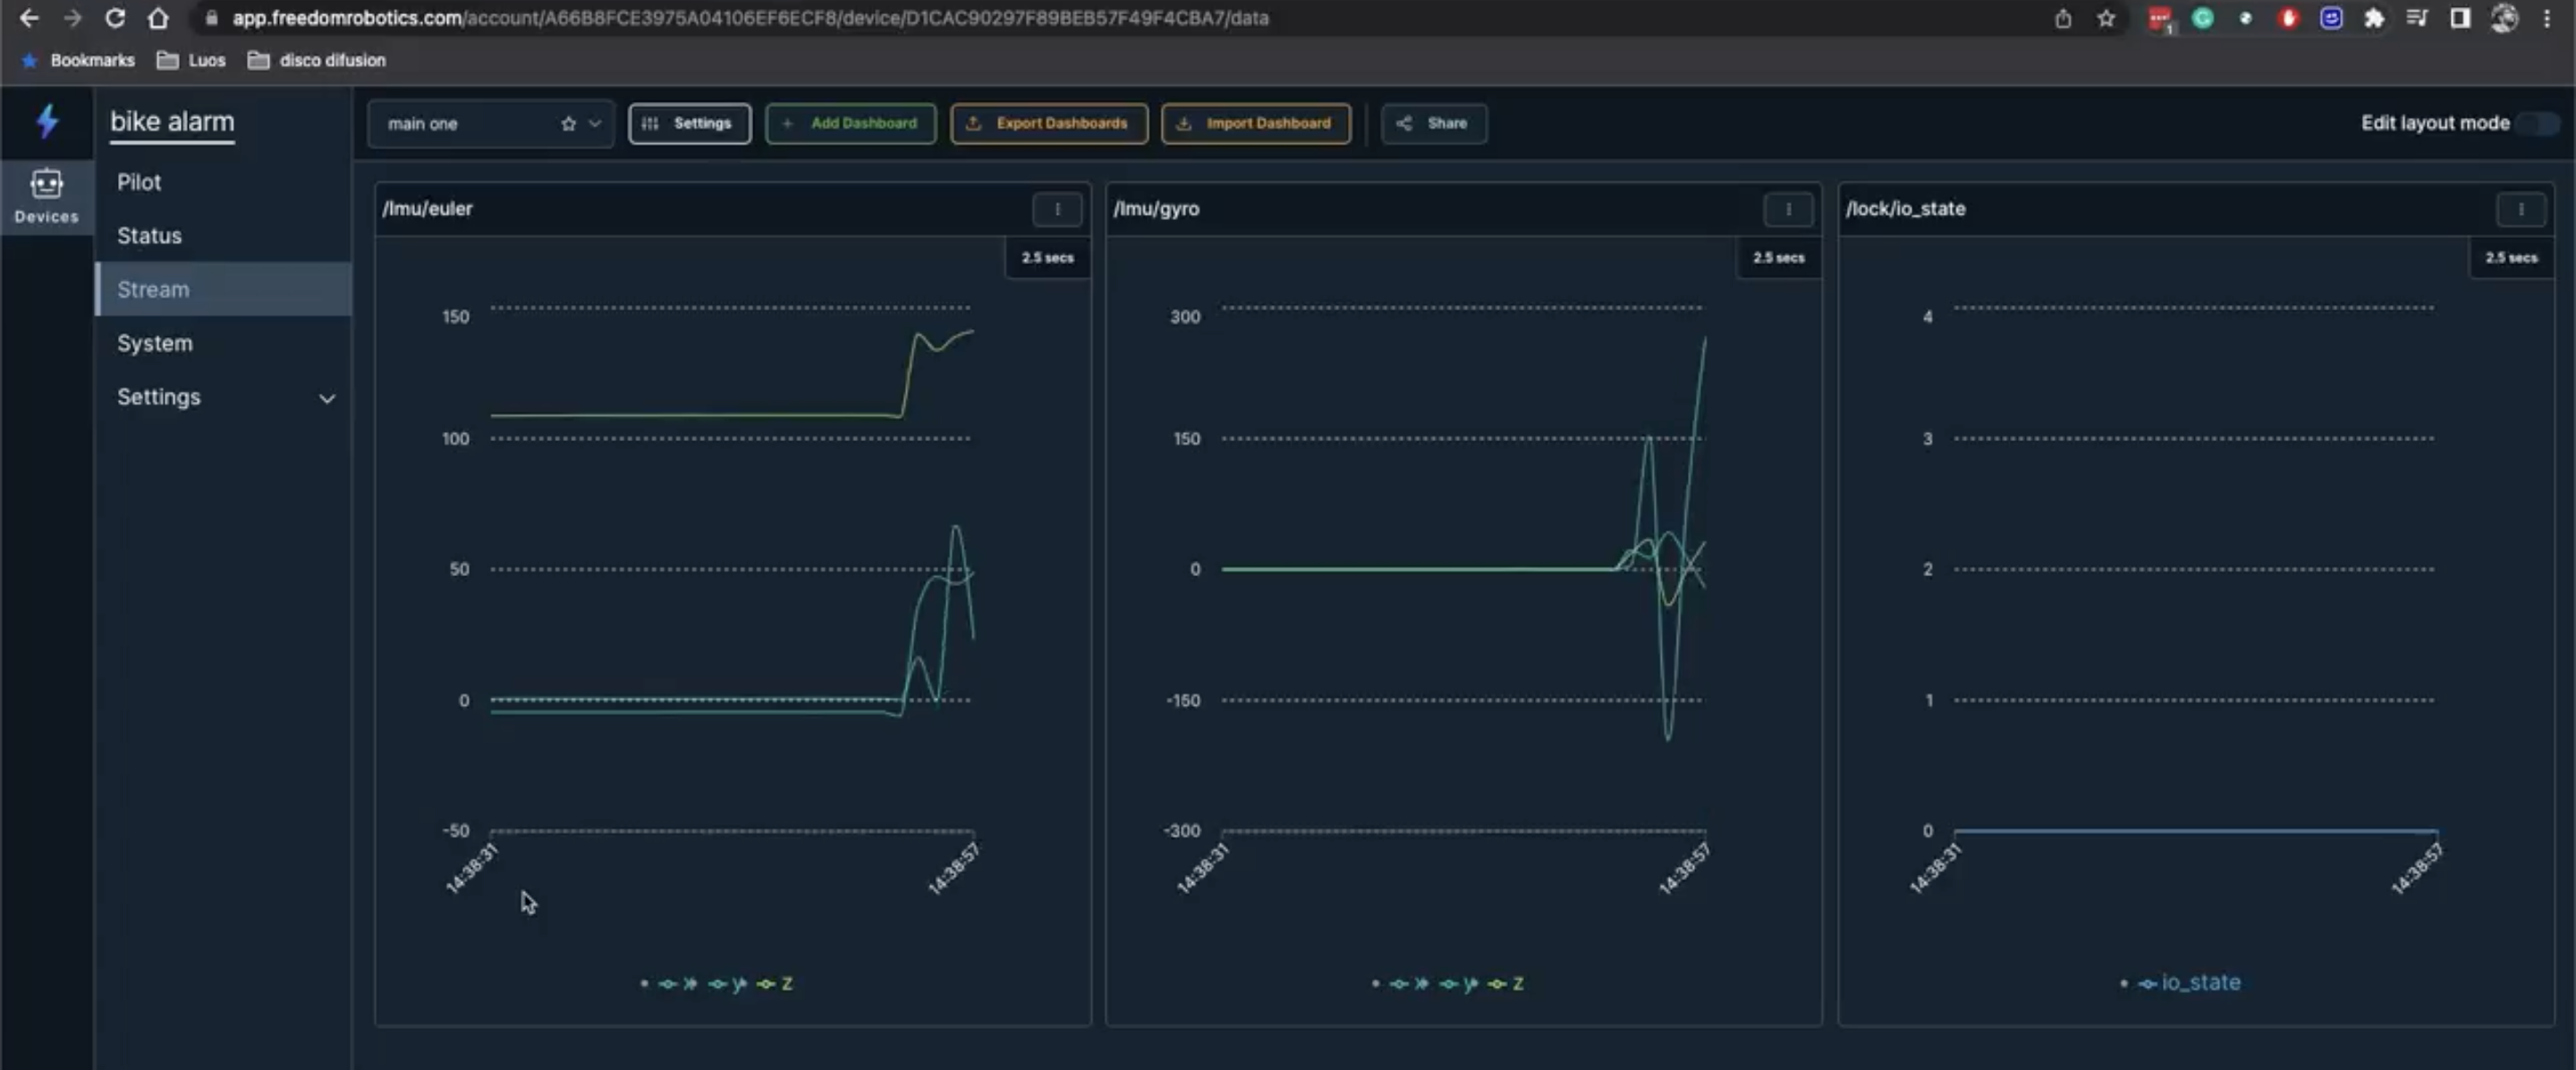 app.freedomrobotics.com/account/A66B8FCE3975A04106EF6ECF8/device/D1CAC90297F89BEB57F49F4CBA7/data
1
Bookmarks Luos disco difusion
bike alarm
main one Settings + Add Dashboard Export Dashboards Import Dashboard Share Edit layout mode
Devices
Pilot
Status
Stream
System
Settings
/Imu/euler
2.5 secs
150
100
50
0
-50
14:38:31 14:38:57
x y z
/Imu/gyro
2.5 secs
300
150
0
-150
-300
14:38:31 14:38:57
x y z
/lock/io_state
2.5 secs
4
3
2
1
0
14:38:31 14:38:57
io_state